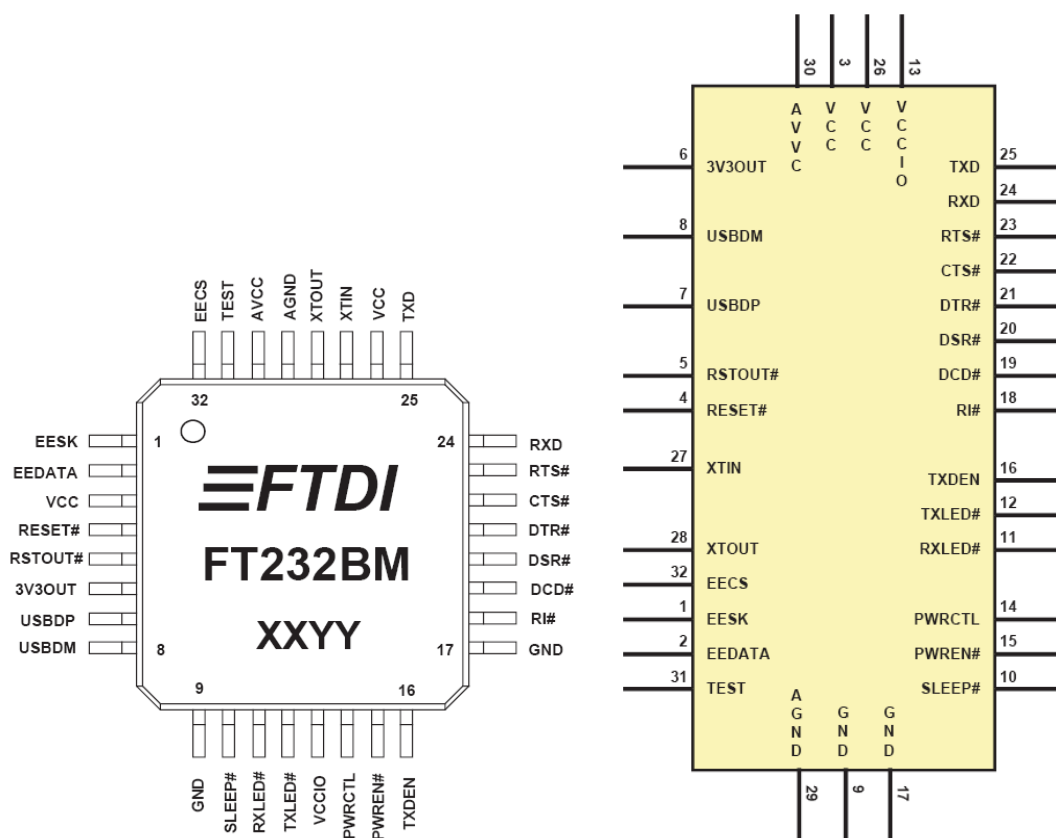 EECS
TEST
AVCC
AGND
XTOUT
XTIN
VCC
TXD
32
25
EESK
1
24
RXD
EEDATA
RTS#
VCC
CTS#
RESET#
DTR#
RSTOUT#
DSR#
3V3OUT
DCD#
USBDP
RI#
USBDM
8
17
GND
FTDI
FT232BM
XXYY
9
16
GND
SLEEP#
RXLED#
TXLED#
VCCIO
PWRCTL
PWREN#
TXDEN
30
3
26
13
AVVC
VCC
VCC
VCCIO
6
3V3OUT
TXD
25
RXD
24
8
USBDM
RTS#
23
CTS#
22
7
USBDP
DTR#
21
DSR#
20
5
RSTOUT#
DCD#
19
4
RESET#
RI#
18
27
XTIN
TXDEN
16
TXLED#
12
28
XTOUT
RXLED#
11
32
EECS
1
EESK
PWRCTL
14
2
EEDATA
PWREN#
15
31
TEST
SLEEP#
10
AGND
GND
GND
29
9
17